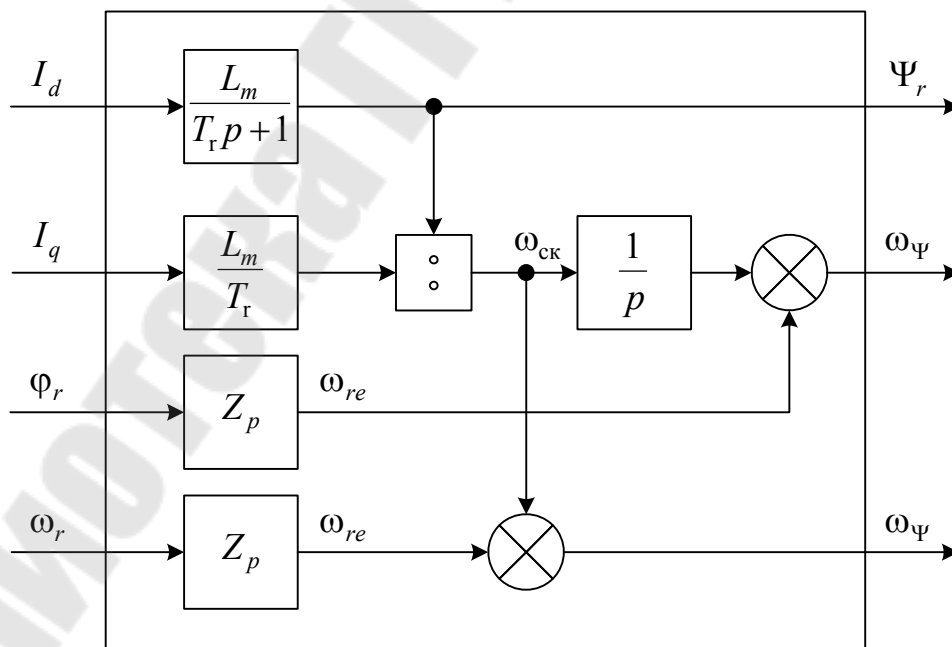 I_d
L_m
T_r p + 1
Ψ_r
I_q
L_m
T_r
÷
ω_ск
1
p
ω_Ψ
φ_r
Z_p
ω_re
ω_r
Z_p
ω_re
ω_Ψ